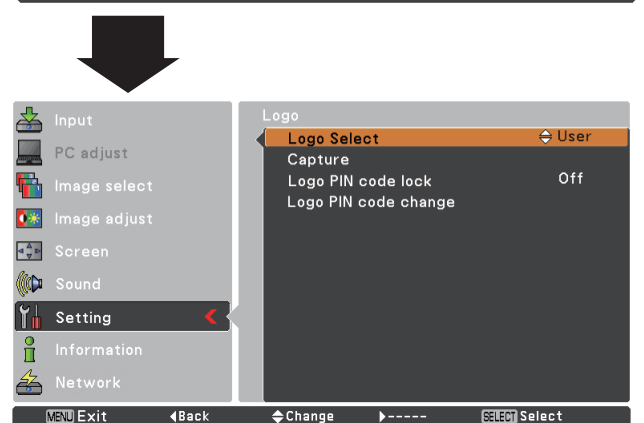 Input
PC adjust
Image select
Image adjust
Screen
Sound
Setting
Information
Network
Logo
Logo Select User
Capture
Logo PIN code lock Off
Logo PIN code change
MENU Exit Back Change ----- SELECT Select